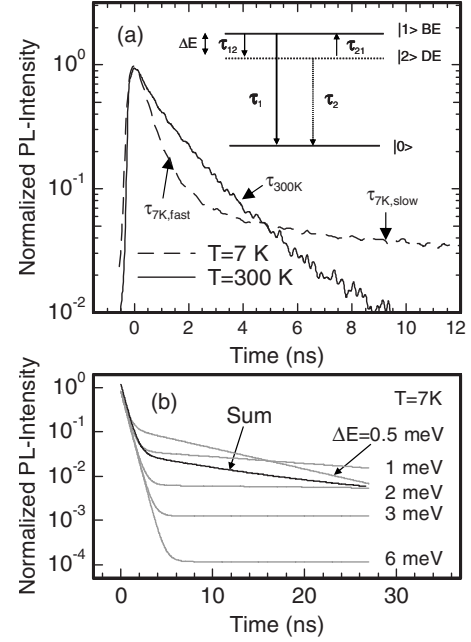 (a)
ΔE
τ12
τ21
|1> BE
|2> DE
τ1
τ2
|0>
10^0
10^-1
10^-2
Normalized PL-Intensity
τ7K,fast
τ300K
τ7K,slow
T=7 K
T=300 K
0 2 4 6 8 10 12
Time (ns)
(b)
T=7K
Sum
ΔE=0.5 meV
1 meV
2 meV
3 meV
6 meV
10^0
10^-1
10^-2
10^-3
10^-4
Normalized PL-Intensity
0 10 20 30
Time (ns)